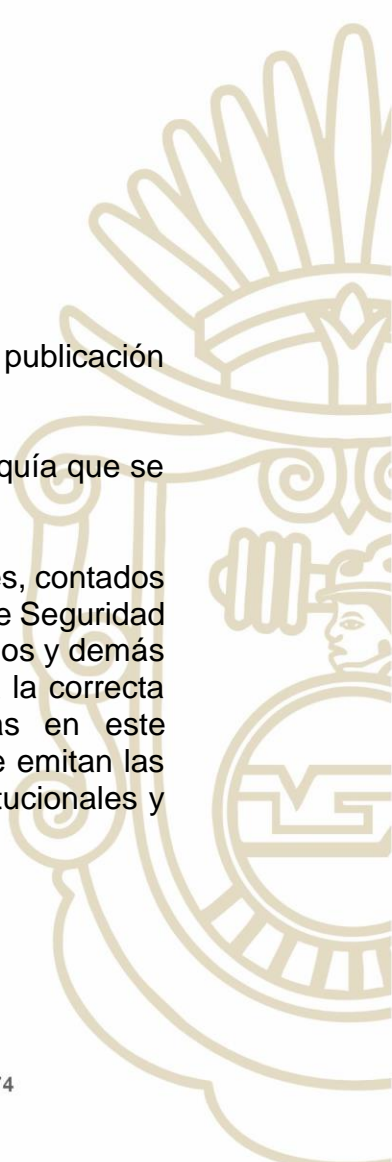 publicación
quía que se
es, contados
e Seguridad
os y demás
la correcta
as en este
e emitan las
tucionales y
74